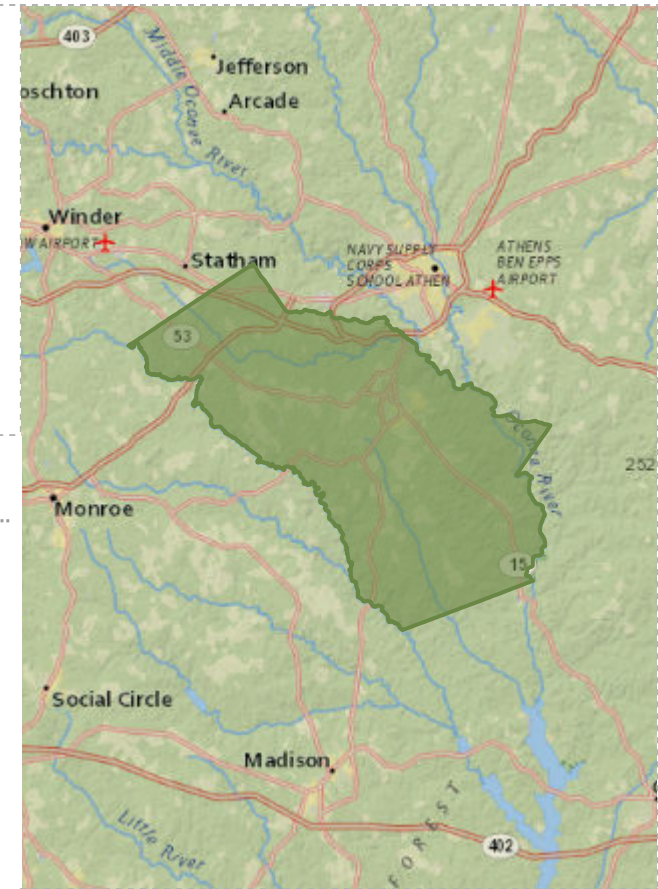 403
Jefferson
oschton
Arcade
Middle Oconee River
Winder
W AIRPORT
Statham
NAVY SUPPLY
CORPS
SCHOOL ATHEN
ATHENS
BEN EPPS
AIRPORT
53
Oconee River
252
Monroe
..
15
Social Circle
Madison
FOREST
Little River
402